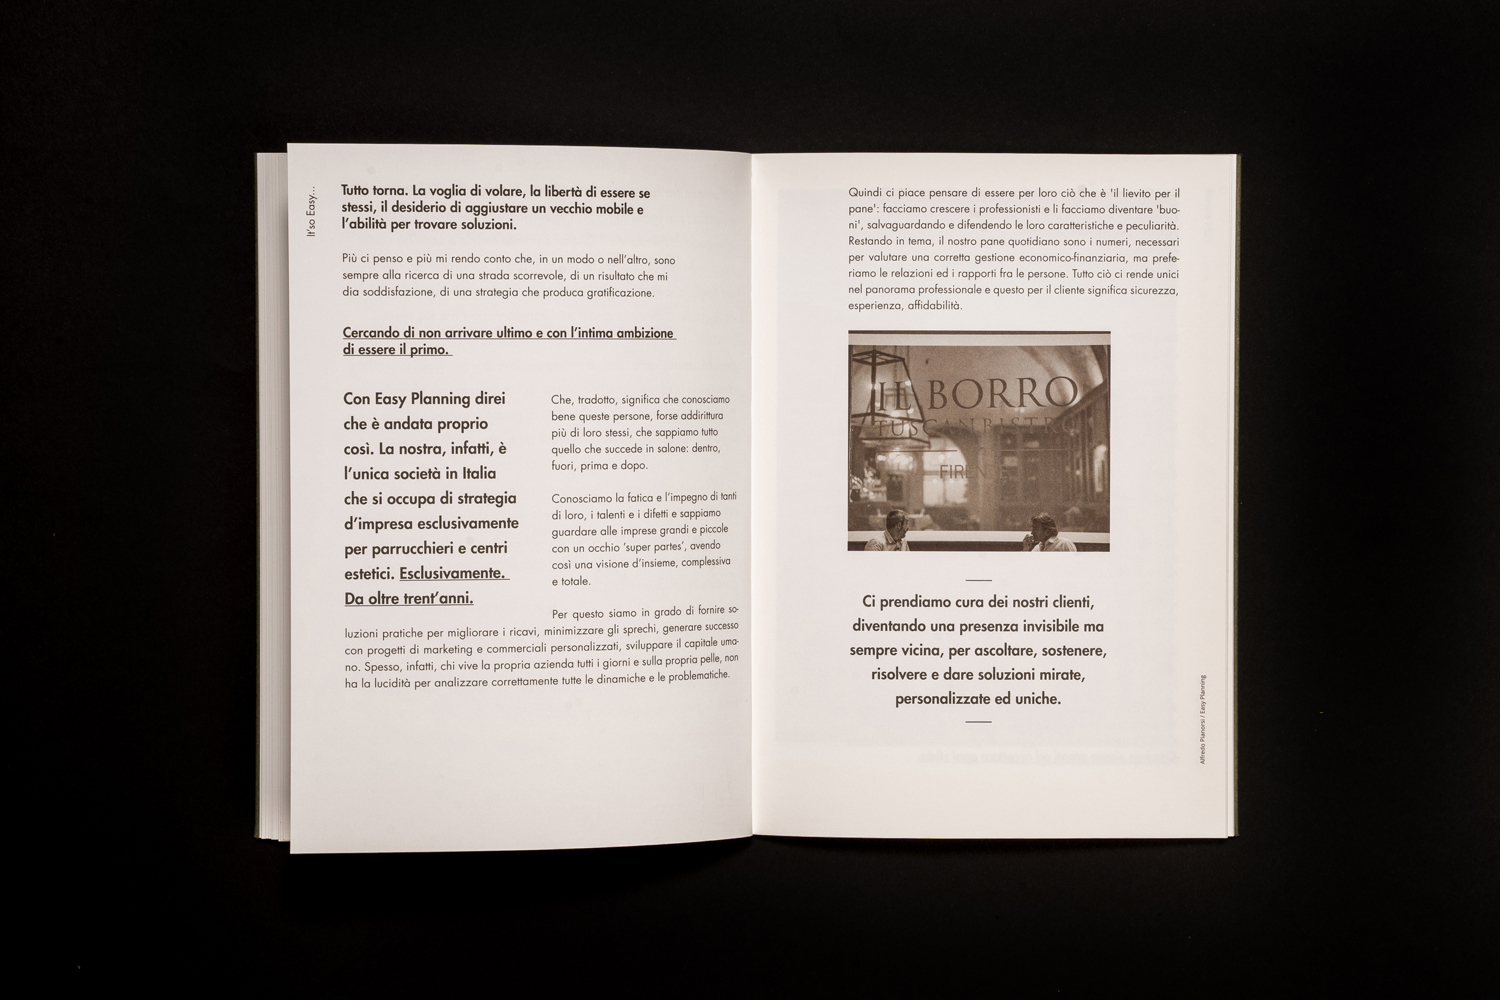 It'so Easy...
Tutto torna. La voglia di volare, la libertà di essere se
stessi, il desiderio di aggiustare un vecchio mobile e
l'abilità per trovare soluzioni.
Più ci penso e più mi rendo conto che, in un modo o nell'altro, sono
sempre alla ricerca di una strada scorrevole, di un risultato che mi
dia soddisfazione, di una strategia che produca gratificazione.
Cercando di non arrivare ultimo e con l'intima ambizione
di essere il primo.
Con Easy Planning direi
che è andata proprio
così. La nostra, infatti, è
l'unica società in Italia
che si occupa di strategia
d'impresa esclusivamente
per parrucchieri e centri
estetici. Esclusivamente.
Da oltre trent'anni.
Che, tradotto, significa che conosciamo
bene queste persone, forse addirittura
più di loro stessi, che sappiamo tutto
quello che succede in salone: dentro,
fuori, prima e dopo.
Conosciamo la fatica e l'impegno di tanti
di loro, i talenti e i difetti e sappiamo
guardare alle imprese grandi e piccole
con un occhio 'super partes', avendo
così una visione d'insieme, complessiva
e totale.
Per questo siamo in grado di fornire so-
luzioni pratiche per migliorare i ricavi, minimizzare gli sprechi, generare successo
con progetti di marketing e commerciali personalizzati, sviluppare il capitale uma-
no. Spesso, infatti, chi vive la propria azienda tutti i giorni e sulla propria pelle, non
ha la lucidità per analizzare correttamente tutte le dinamiche e le problematiche.
Quindi ci piace pensare di essere per loro ciò che è 'il lievito per il
pane': facciamo crescere i professionisti e li facciamo diventare 'buo-
ni', salvaguardando e difendendo le loro caratteristiche e peculiarità.
Restando in tema, il nostro pane quotidiano sono i numeri, necessari
per valutare una corretta gestione economico-finanziaria, ma prefe-
riamo le relazioni ed i rapporti fra le persone. Tutto ciò ci rende unici
nel panorama professionale e questo per il cliente significa sicurezza,
esperienza, affidabilità.
IL BORRO
TUSCAN BISTRO
FIRENZE
Ci prendiamo cura dei nostri clienti,
diventando una presenza invisibile ma
sempre vicina, per ascoltare, sostenere,
risolvere e dare soluzioni mirate,
personalizzate ed uniche.
Alfredo Pianorsi / Easy Planning